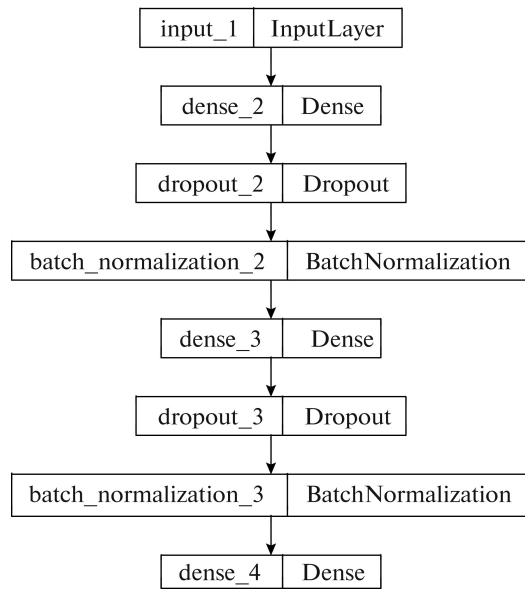 input_1 InputLayer
dense_2 Dense
dropout_2 Dropout
batch_normalization_2 BatchNormalization
dense_3 Dense
dropout_3 Dropout
batch_normalization_3 BatchNormalization
dense_4 Dense